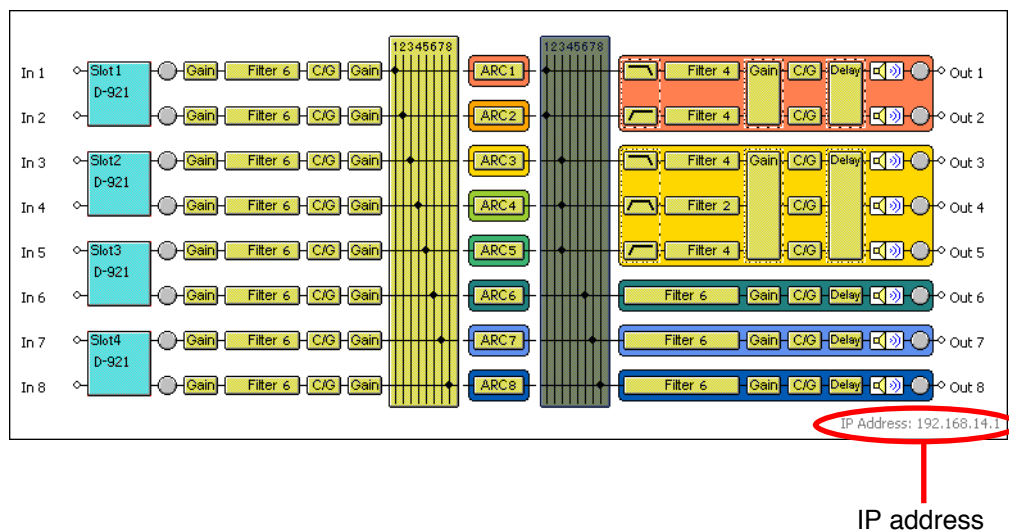 12345678 12345678
In 1 Slot1 Gain Filter 6 C/G Gain ARC1 Filter 4 Gain C/G Delay Out 1
D-921
In 2 Gain Filter 6 C/G Gain ARC2 Filter 4 C/G Out 2
In 3 Slot2 Gain Filter 6 C/G Gain ARC3 Filter 4 Gain C/G Delay Out 3
D-921
In 4 Gain Filter 6 C/G Gain ARC4 Filter 2 C/G Out 4
In 5 Slot3 Gain Filter 6 C/G Gain ARC5 Filter 4 C/G Out 5
D-921
In 6 Gain Filter 6 C/G Gain ARC6 Filter 6 Gain C/G Delay Out 6
In 7 Slot4 Gain Filter 6 C/G Gain ARC7 Filter 6 Gain C/G Delay Out 7
D-921
In 8 Gain Filter 6 C/G Gain ARC8 Filter 6 Gain C/G Delay Out 8
IP Address: 192.168.14.1
IP address